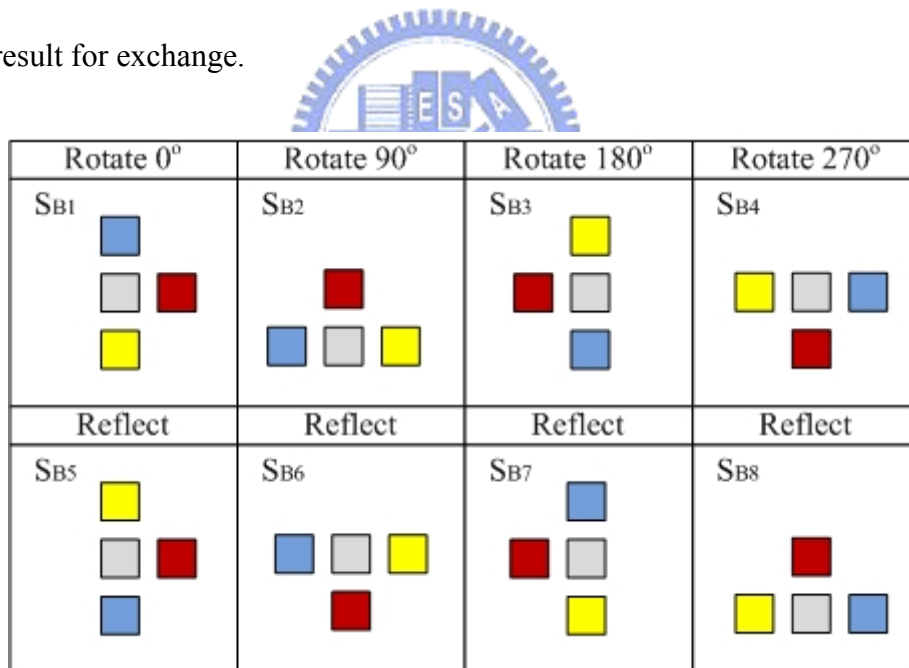 result for exchange.
E S A
Rotate 0° Rotate 90° Rotate 180° Rotate 270°
SB1 SB2 SB3 SB4
Reflect Reflect Reflect Reflect
SB5 SB6 SB7 SB8